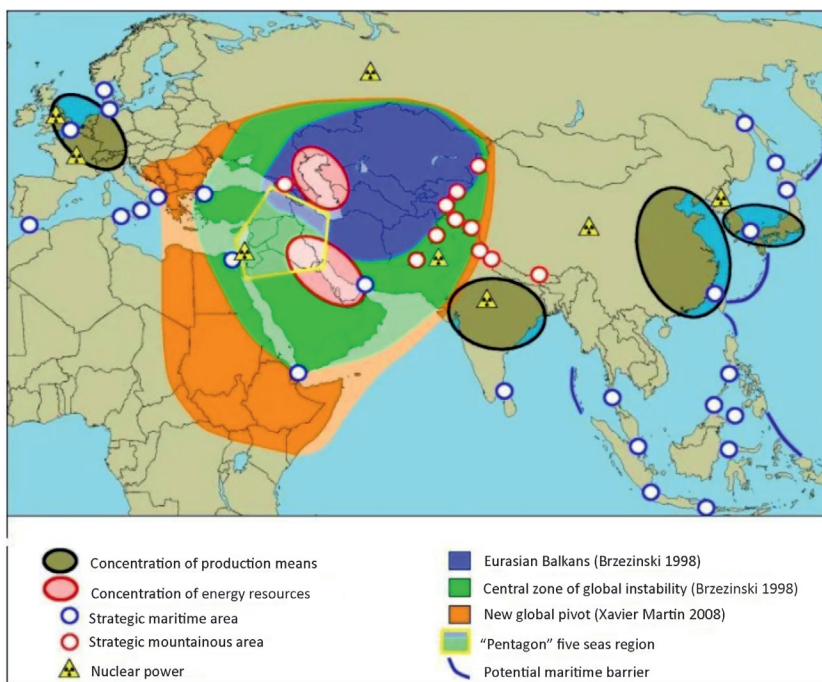 Concentration of production means
Concentration of energy resources
Strategic maritime area
Strategic mountainous area
Nuclear power
Eurasian Balkans (Brzezinski 1998)
Central zone of global instability (Brzezinski 1998)
New global pivot (Xavier Martin 2008)
“Pentagon” five seas region
Potential maritime barrier